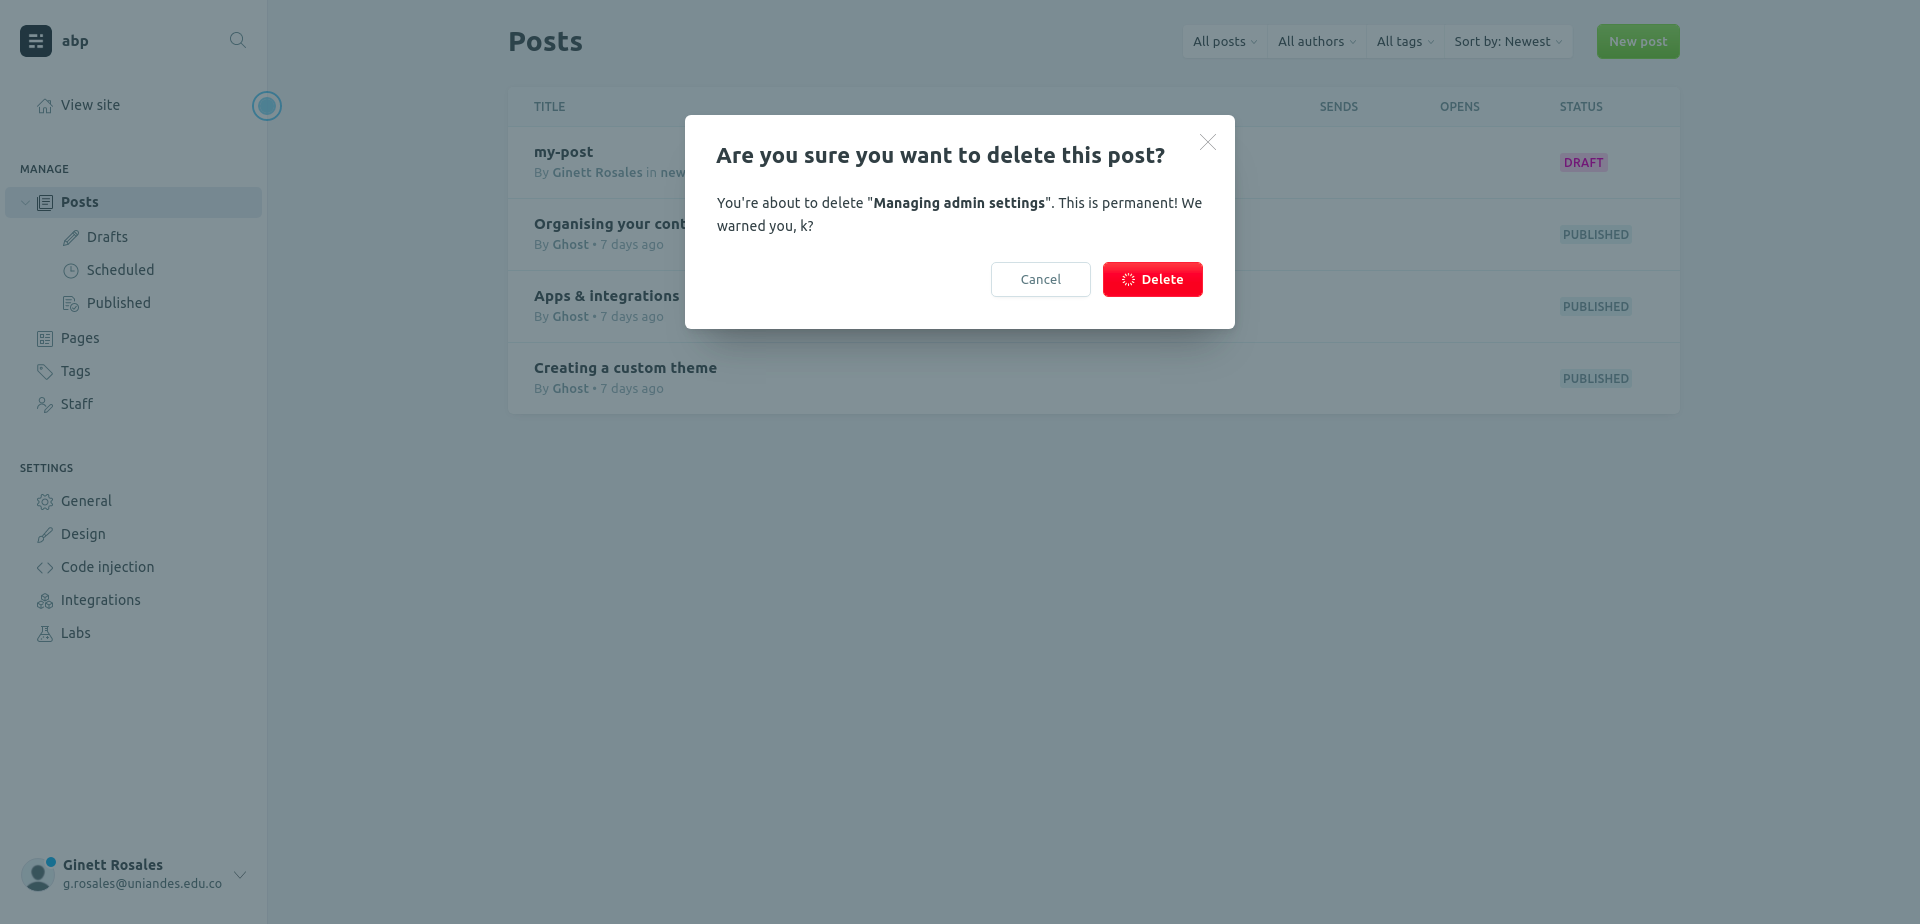 abp
View site
MANAGE
Posts
Drafts
Scheduled
Published
Pages
Tags
Staff
SETTINGS
General
Design
Code injection
Integrations
Labs
Ginett Rosales
g.rosales@uniandes.edu.co
Posts
All posts
All authors
All tags
Sort by: Newest
New post
TITLE SENDS OPENS STATUS
my-post
By Ginett Rosales in new
DRAFT
Organising your cont
By Ghost • 7 days ago
PUBLISHED
Apps & integrations
By Ghost • 7 days ago
PUBLISHED
Creating a custom theme
By Ghost • 7 days ago
PUBLISHED
Are you sure you want to delete this post?
You're about to delete "Managing admin settings". This is permanent! We
warned you, k?
Cancel
Delete